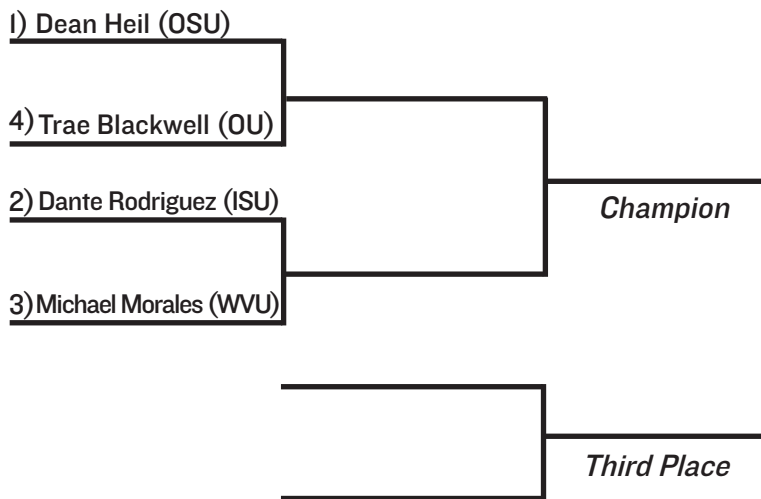 1) Dean Heil (OSU)
4) Trae Blackwell (OU)
2) Dante Rodriguez (ISU)
Champion
3) Michael Morales (WVU)
Third Place